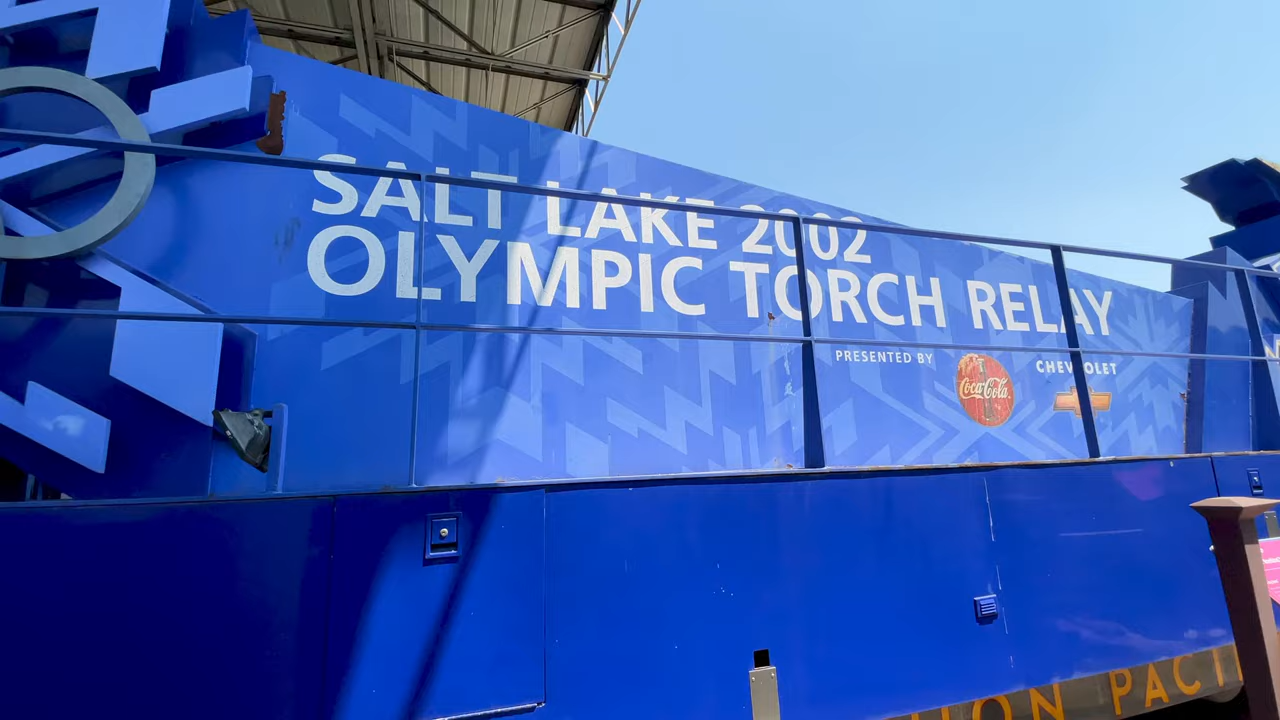 SALT LAKE 2002
OLYMPIC TORCH RELAY
PRESENTED BY
Coca-Cola
CHEVROLET